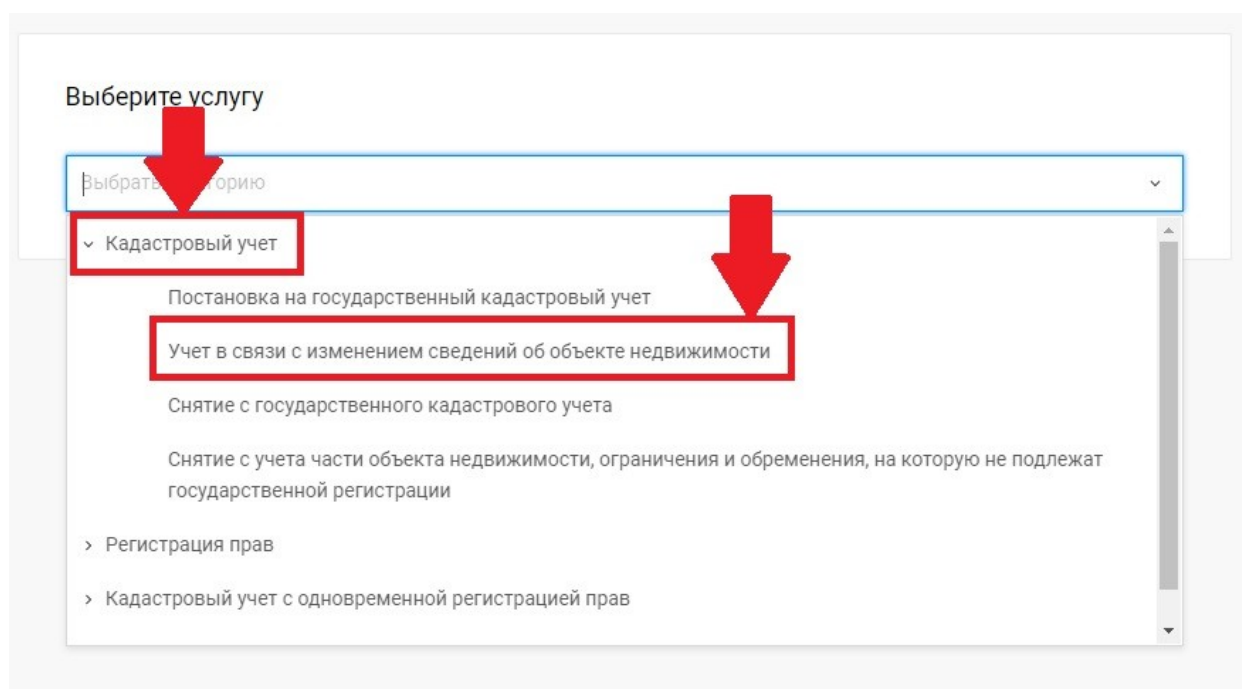 Выберите услугу
Выбрать
Кадастровый учет
Постановка на государственный кадастровый учет
Учет в связи с изменением сведений об объекте недвижимости
Снятие с государственного кадастрового учета
Снятие с учета части объекта недвижимости, ограничения и обременения, на которую не подлежат
государственной регистрации
Регистрация прав
Кадастровый учет с одновременной регистрацией прав